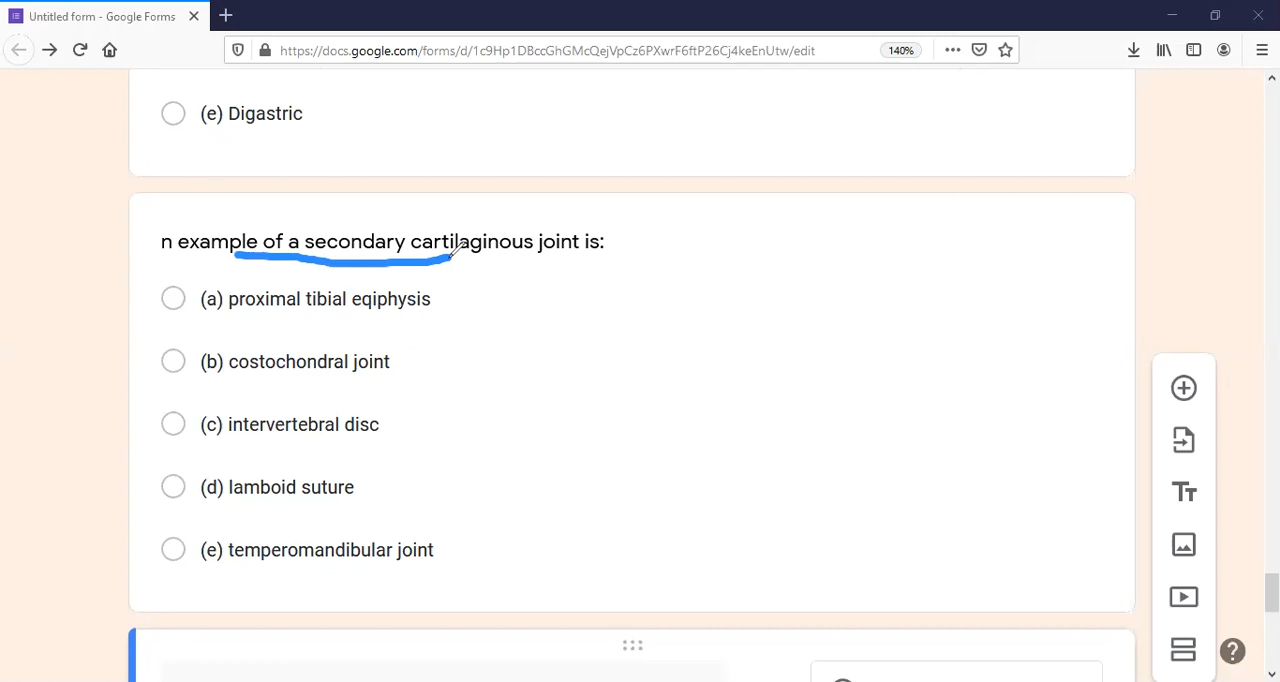 Untitled form - Google Forms
https://docs.google.com/forms/d/1c9Hp1DBccGhGMcQejVpCz6PXwrF6ftP26Cj4keEnUtw/edit
140%
(e) Digastric
n example of a secondary cartilaginous joint is:
(a) proximal tibial eqiphysis
(b) costochondral joint
(c) intervertebral disc
(d) lamboid suture
(e) temperomandibular joint